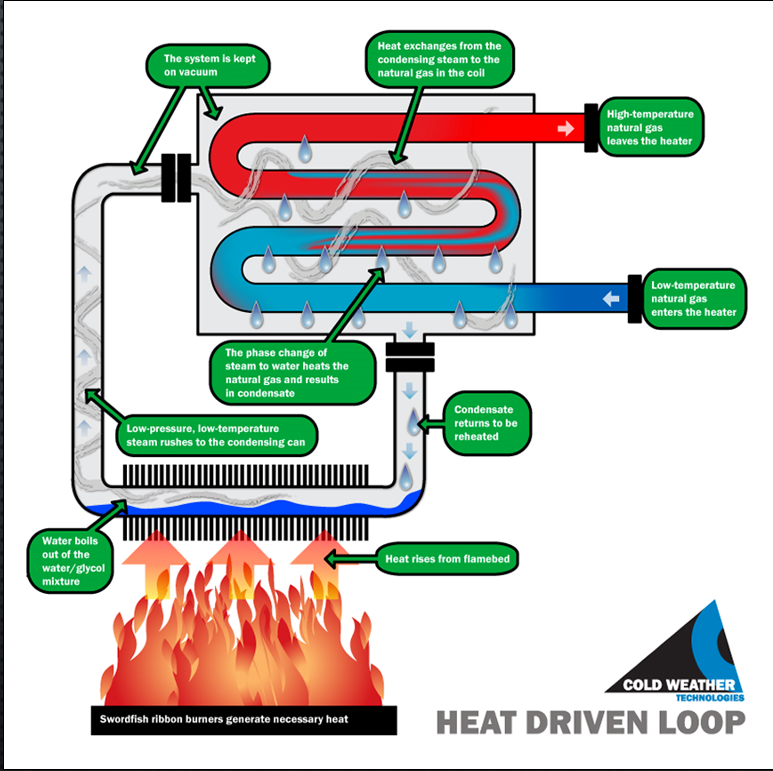 The system is kept
on vacuum
Heat exchanges from the
condensing steam to the
natural gas in the coil
High-temperature
natural gas
leaves the heater
Low-temperature
natural gas
enters the heater
The phase change of
steam to water heats the
natural gas and results
in condensate
Condensate
returns to be
reheated
Low-pressure, low-temperature
steam rushes to the condensing can
Water boils
out of the
water/glycol
mixture
Heat rises from flamebed
Swordfish ribbon burners generate necessary heat
COLD WEATHER
TECHNOLOGIES
HEAT DRIVEN LOOP